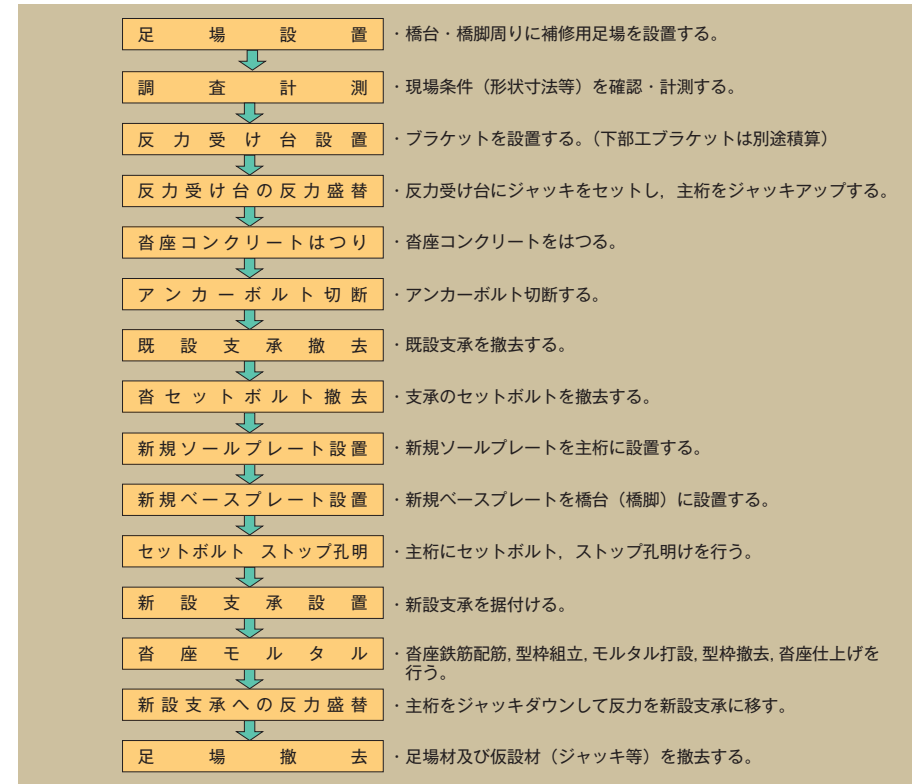 足場設置 ・橋台・橋脚周りに補修用足場を設置する。
調査計測 ・現場条件（形状寸法等）を確認・計測する。
反力受け台設置 ・ブラケットを設置する。（下部工ブラケットは別途積算）
反力受け台の反力盛替 ・反力受け台にジャッキをセットし，主桁をジャッキアップする。
沓座コンクリートはつり ・沓座コンクリートをはつる。
アンカーボルト切断 ・アンカーボルト切断する。
既設支承撤去 ・既設支承を撤去する。
沓セットボルト撤去 ・支承のセットボルトを撤去する。
新規ソールプレート設置 ・新規ソールプレートを主桁に設置する。
新規ベースプレート設置 ・新規ベースプレートを橋台（橋脚）に設置する。
セットボルト ストップ孔明 ・主桁にセットボルト，ストップ孔明けを行う。
新設支承設置 ・新設支承を据付ける。
沓座モルタル ・沓座鉄筋配筋，型枠組立，モルタル打設，型枠撤去，沓座仕上げを
行う。
新設支承への反力盛替 ・主桁をジャッキダウンして反力を新設支承に移す。
足場撤去 ・足場材及び仮設材（ジャッキ等）を撤去する。